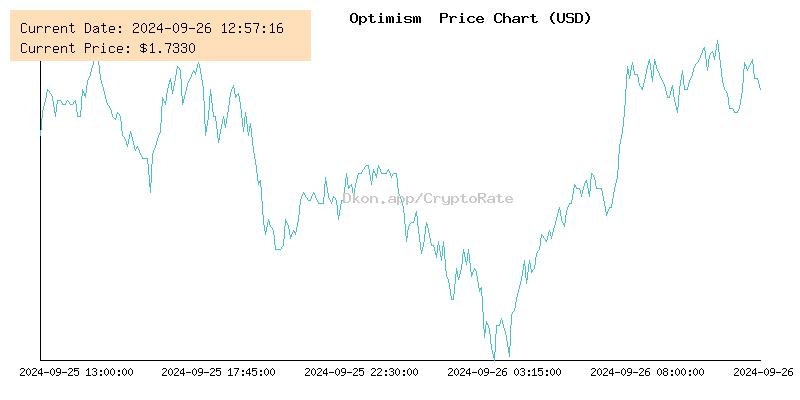 Optimism Price Chart (USD)
Current Date: 2024-09-26 12:57:16
Current Price: $1.7330
Okon.app/CryptoRate
2024-09-25 13:00:00 2024-09-25 17:45:00 2024-09-25 22:30:00 2024-09-26 03:15:00 2024-09-26 08:00:00 2024-09-26